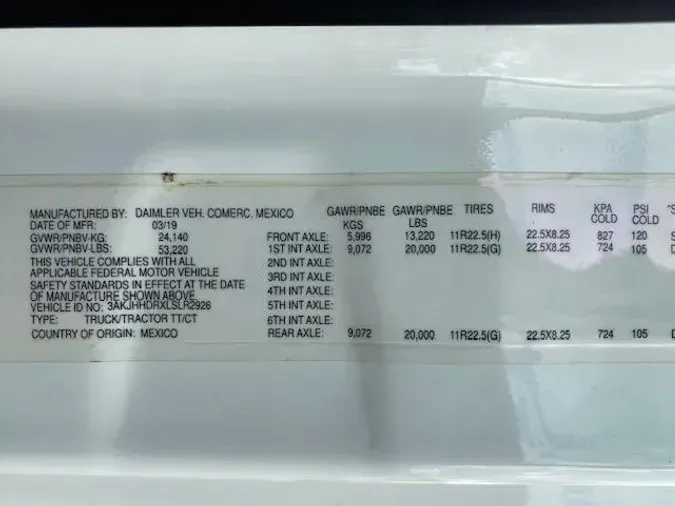 MANUFACTURED BY: DAIMLER VEH. COMERC. MEXICO GAWR/PNBE GAWR/PNBE TIRES RIMS KPA PSI
DATE OF MFR: 03/19 KGS LBS COLD COLD
GVWR/PNBV-KG: 24,140 FRONT AXLE: 5,996 13,220 11R22.5(H) 22.5X8.25 827 120
GVWR/PNBV-LBS: 53,220 1ST INT AXLE: 9,072 20,000 11R22.5(G) 22.5X8.25 724 105
THIS VEHICLE COMPLIES WITH ALL 2ND INT AXLE:
APPLICABLE FEDERAL MOTOR VEHICLE 3RD INT AXLE:
SAFETY STANDARDS IN EFFECT AT THE DATE 4TH INT AXLE:
OF MANUFACTURE SHOWN ABOVE.
VEHICLE ID NO: 3AKJHHDRXLSLR2926 5TH INT AXLE:
TYPE: TRUCK/TRACTOR TT/CT 6TH INT AXLE:
COUNTRY OF ORIGIN: MEXICO REAR AXLE: 9,072 20,000 11R22.5(G) 22.5X8.25 724 105